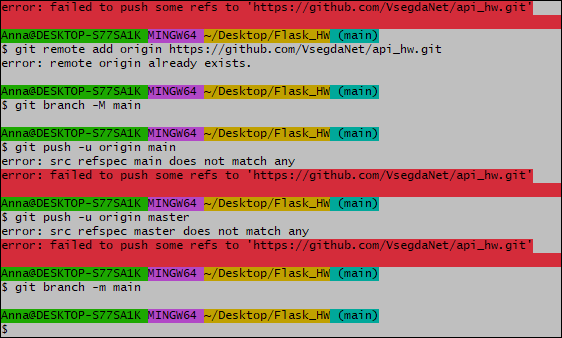 error: failed to push some refs to 'https://github.com/VsegdaNet/api_hw.git'
Anna@DESKTOP-S77SA1K MINGW64 ~/Desktop/Flask_HW (main)
$ git remote add origin https://github.com/VsegdaNet/api_hw.git
error: remote origin already exists.
Anna@DESKTOP-S77SA1K MINGW64 ~/Desktop/Flask_HW (main)
$ git branch -M main
Anna@DESKTOP-S77SA1K MINGW64 ~/Desktop/Flask_HW (main)
$ git push -u origin main
error: src refspec main does not match any
error: failed to push some refs to 'https://github.com/VsegdaNet/api_hw.git'
Anna@DESKTOP-S77SA1K MINGW64 ~/Desktop/Flask_HW (main)
$ git push -u origin master
error: src refspec master does not match any
error: failed to push some refs to 'https://github.com/VsegdaNet/api_hw.git'
Anna@DESKTOP-S77SA1K MINGW64 ~/Desktop/Flask_HW (main)
$ git branch -m main
Anna@DESKTOP-S77SA1K MINGW64 ~/Desktop/Flask_HW (main)
$